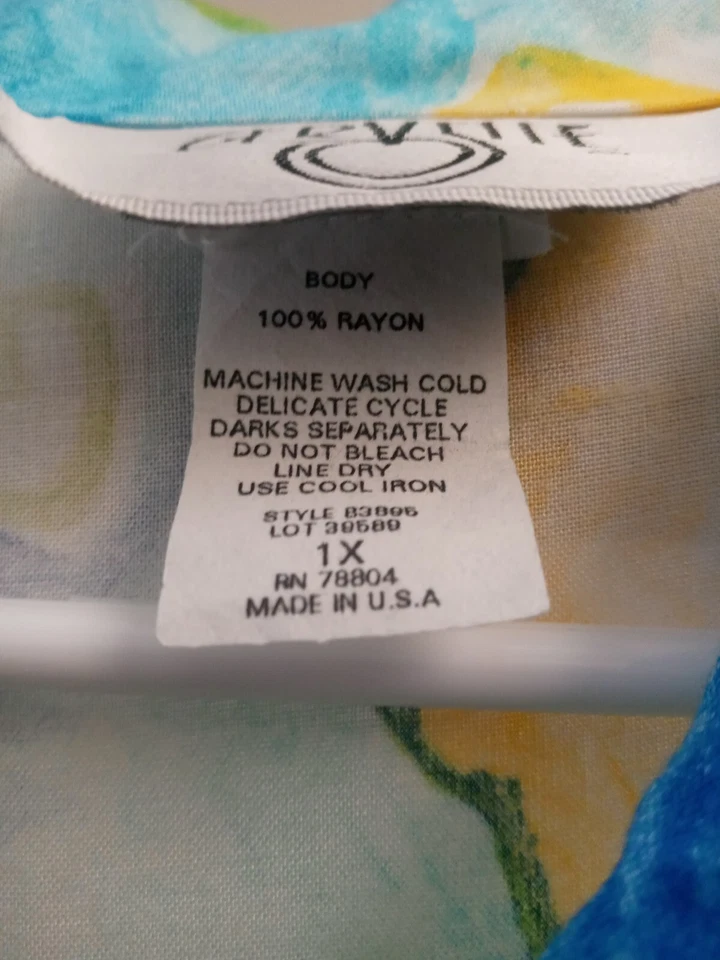 BODY
100% RAYON
MACHINE WASH COLD
DELICATE CYCLE
DARKS SEPARATELY
DO NOT BLEACH
LINE DRY
USE COOL IRON
STYLE 83895
LOT 39589
1X
RN 78804
MADE IN U.S.A